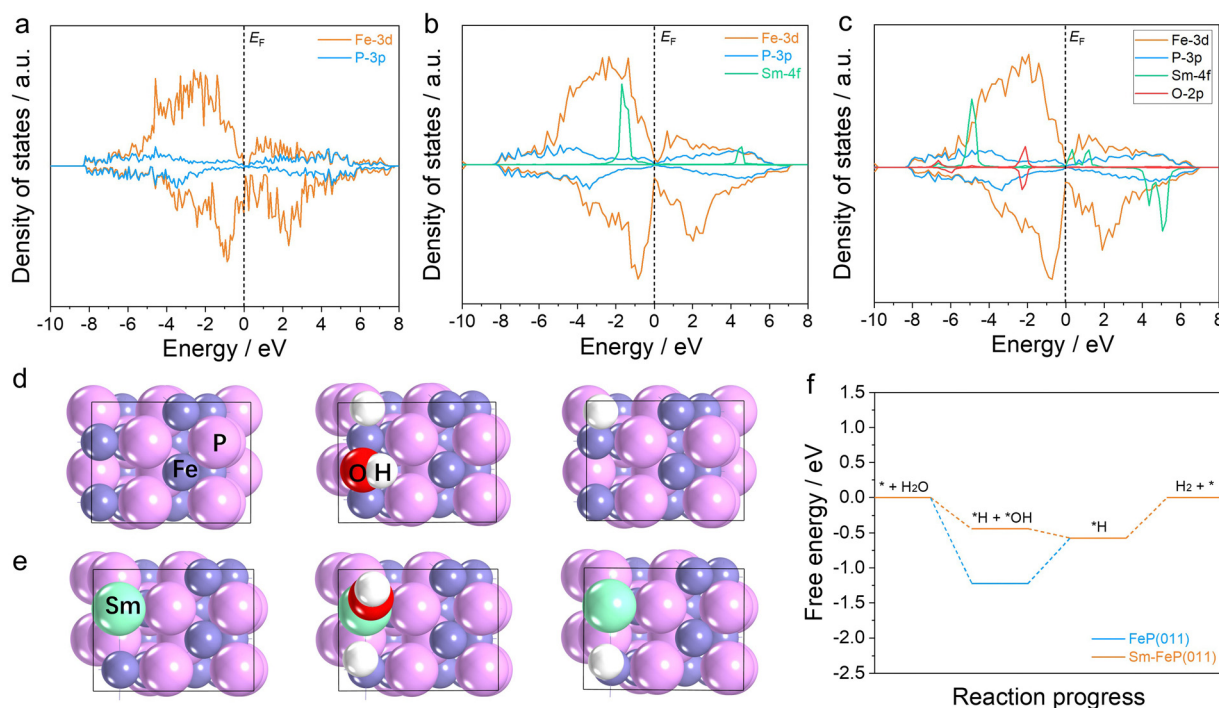 a
Fe-3d
P-3p
EF
Density of states / a.u.
-10 -8 -6 -4 -2 0 2 4 6 8
Energy / eV
b
Fe-3d
P-3p
Sm-4f
EF
Density of states / a.u.
-10 -8 -6 -4 -2 0 2 4 6 8
Energy / eV
c
Fe-3d
P-3p
Sm-4f
O-2p
EF
Density of states / a.u.
-10 -8 -6 -4 -2 0 2 4 6 8
Energy / eV
d
P
Fe
O H
e
Sm
f
1.5
1.0
0.5
0.0
-0.5
-1.0
-1.5
-2.0
-2.5
Free energy / eV
* + H2O
*H + *OH
*H
H2 + *
FeP(011)
Sm-FeP(011)
Reaction progress